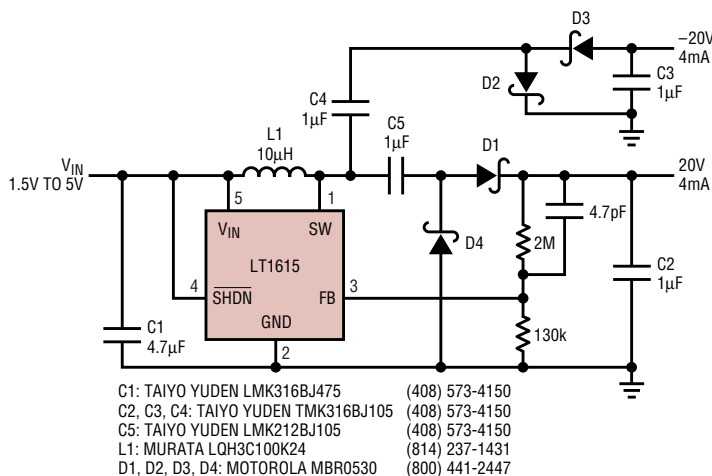 D3
–20V
4mA
D2
C3
1µF
C4
1µF
C5
1µF
L1
10µH
D1
VIN
1.5V TO 5V
20V
4mA
5
1
VIN
SW
4.7pF
D4
2M
LT1615
C2
1µF
4
SHDN
FB
3
GND
130k
C1
4.7µF
2
C1: TAIYO YUDEN LMK316BJ475 (408) 573-4150
C2, C3, C4: TAIYO YUDEN TMK316BJ105 (408) 573-4150
C5: TAIYO YUDEN LMK212BJ105 (408) 573-4150
L1: MURATA LQH3C100K24 (814) 237-1431
D1, D2, D3, D4: MOTOROLA MBR0530 (800) 441-2447